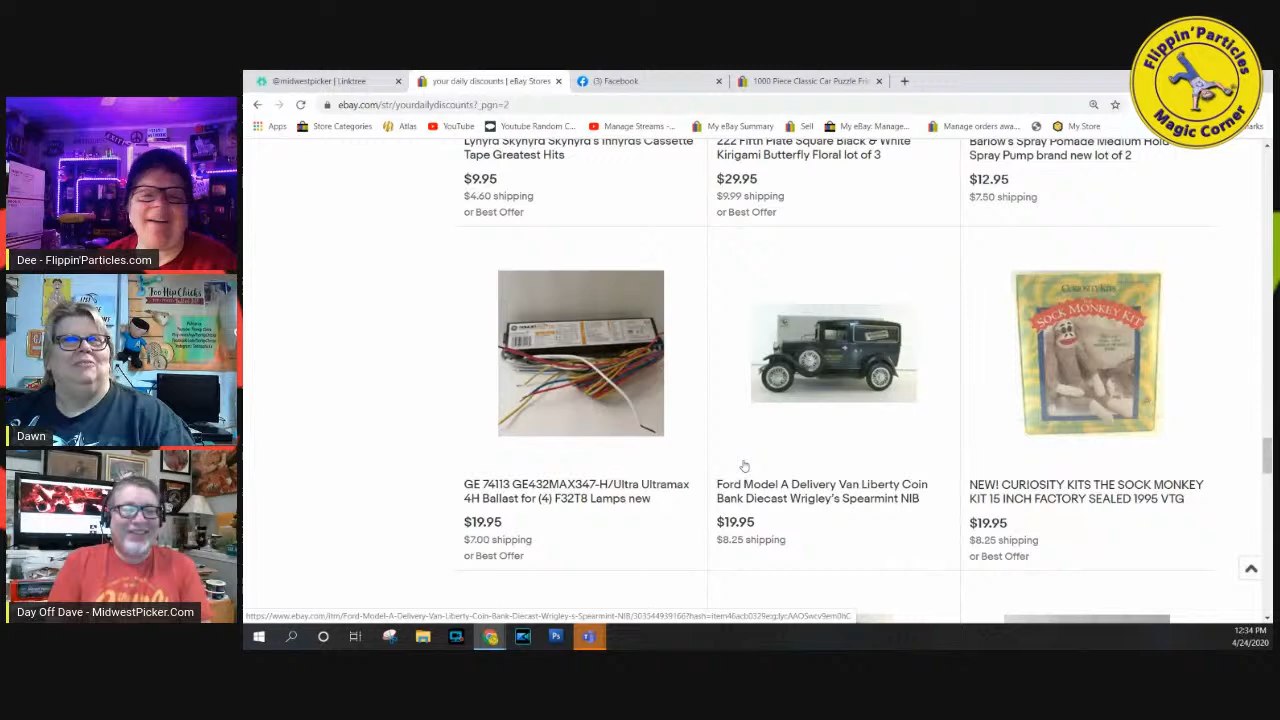 Flippin'Particles
Magic Corner
@midwestpicker | Linktree
your daily discounts | eBay Stores
(3) Facebook
1000 Piece Classic Car Puzzle Fr
ebay.com/str/yourdailydiscounts?_pgn=2
Apps
Store Categories
Atlas
YouTube
Youtube Random C...
Manage Streams -...
My eBay Summary
Sell
My eBay: Manage...
Manage orders awa...
My Store
Lynyrd Skynyrd Skynyrd's Innyrds Cassette
Tape Greatest Hits
$9.95
$4.60 shipping
or Best Offer
222 Fifth Plate Square Black & White
Kirigami Butterfly Floral lot of 3
$29.95
$9.99 shipping
or Best Offer
Barlow's Spray Pomade Medium Hold
Spray Pump brand new lot of 2
$12.95
$7.50 shipping
Dee - Flippin'Particles.com
Too Hip Chicks
Dawn
Day Off Dave - MidwestPicker.Com
CURIOSITY KITS
SOCK MONKEY KIT
GE 74113 GE432MAX347-H/Ultra Ultramax
4H Ballast for (4) F32T8 Lamps new
$19.95
$7.00 shipping
or Best Offer
Ford Model A Delivery Van Liberty Coin
Bank Diecast Wrigley's Spearmint NIB
$19.95
$8.25 shipping
NEW! CURIOSITY KITS THE SOCK MONKEY
KIT 15 INCH FACTORY SEALED 1995 VTG
$19.95
$8.25 shipping
or Best Offer
12:34 PM
4/24/2020